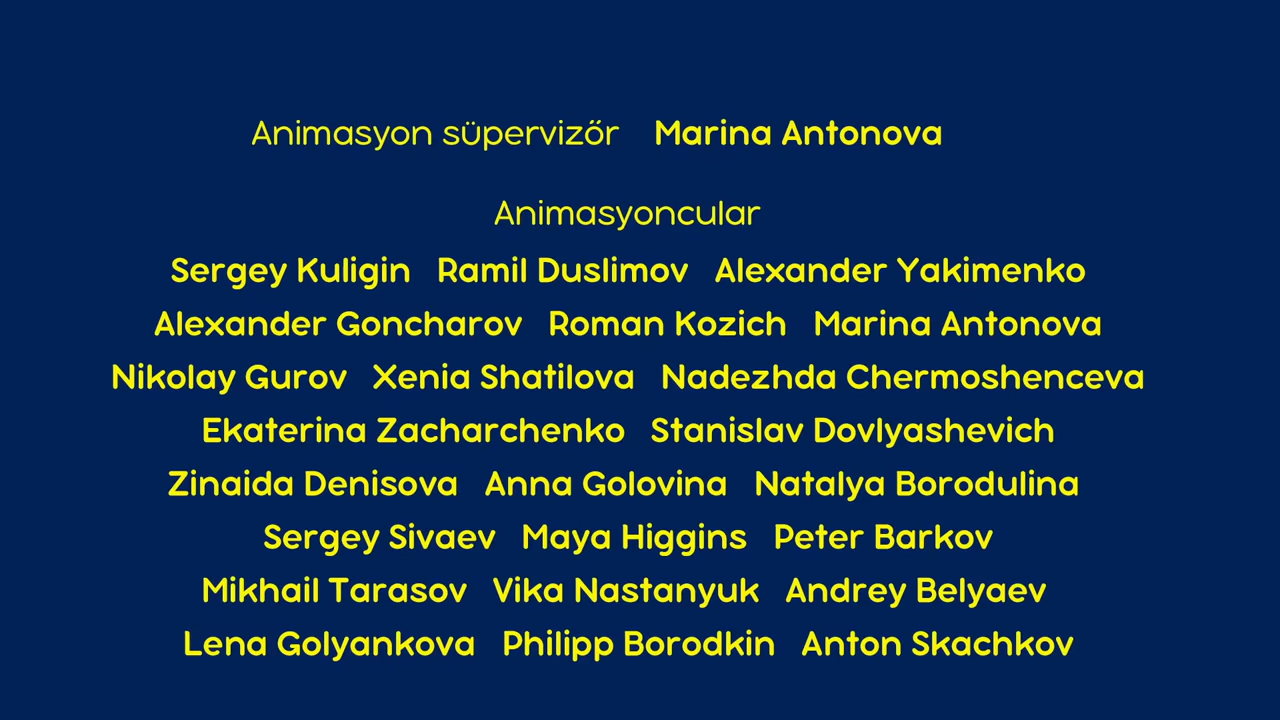 Animasyon süpervizőr Marina Antonova
Animasyoncular
Sergey Kuligin Ramil Duslimov Alexander Yakimenko
Alexander Goncharov Roman Kozich Marina Antonova
Nikolay Gurov Xenia Shatilova Nadezhda Chermoshenceva
Ekaterina Zacharchenko Stanislav Dovlyashevich
Zinaida Denisova Anna Golovina Natalya Borodulina
Sergey Sivaev Maya Higgins Peter Barkov
Mikhail Tarasov Vika Nastanyuk Andrey Belyaev
Lena Golyankova Philipp Borodkin Anton Skachkov